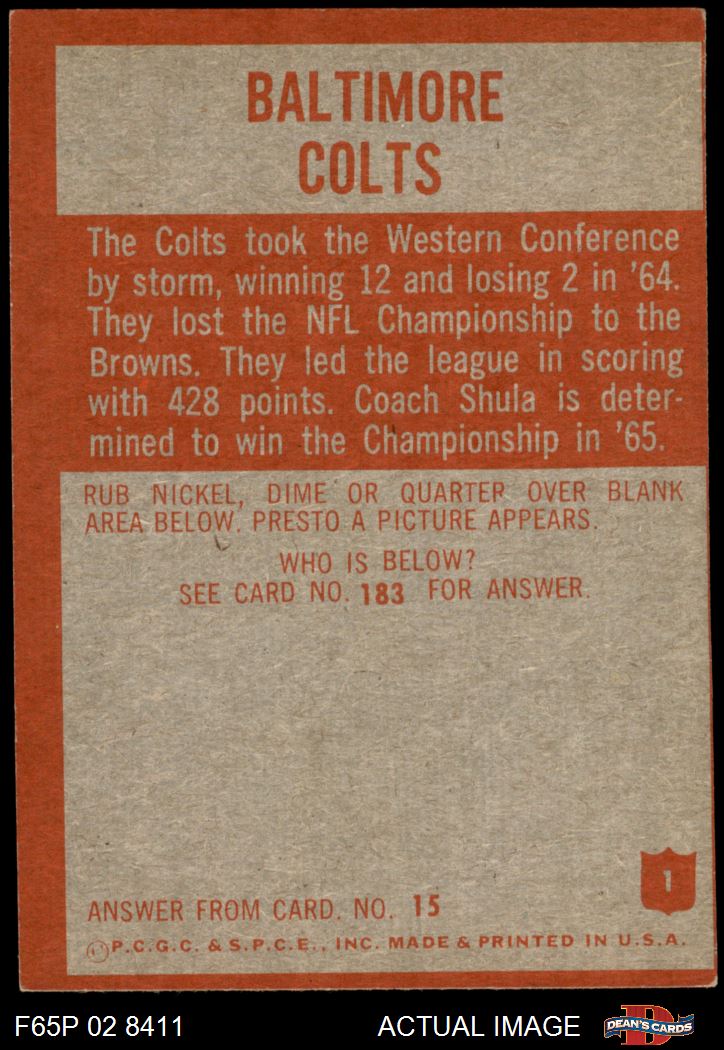 BALTIMORE
COLTS
The Colts took the Western Conference
by storm, winning 12 and losing 2 in '64.
They lost the NFL Championship to the
Browns. They led the league in scoring
with 428 points. Coach Shula is deter-
mined to win the Championship in '65.
RUB NICKEL, DIME OR QUARTER OVER BLANK
AREA BELOW. PRESTO A PICTURE APPEARS.
WHO IS BELOW?
SEE CARD NO. 183 FOR ANSWER.
1
ANSWER FROM CARD. NO. 15
P.C.G.C. & S.P.C.E., INC. MADE & PRINTED IN U.S.A.
F65P 02 8411 ACTUAL IMAGE DEAN'S CARDS